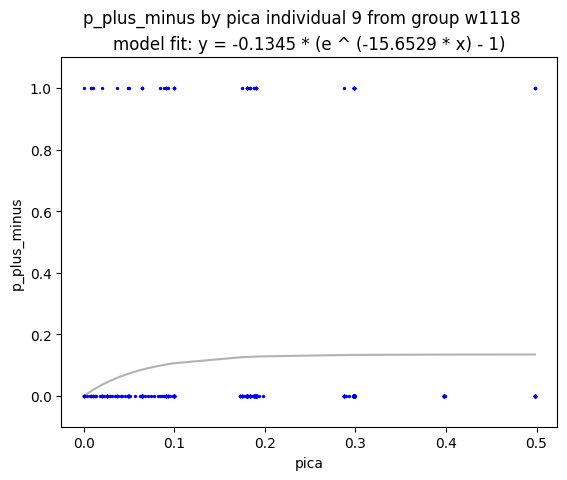 p_plus_minus by pica individual 9 from group w1118
model fit: y = -0.1345 * (e ^ (-15.6529 * x) - 1)
1.0
0.8
0.6
0.4
0.2
0.0
p_plus_minus
0.0 0.1 0.2 0.3 0.4 0.5
pica